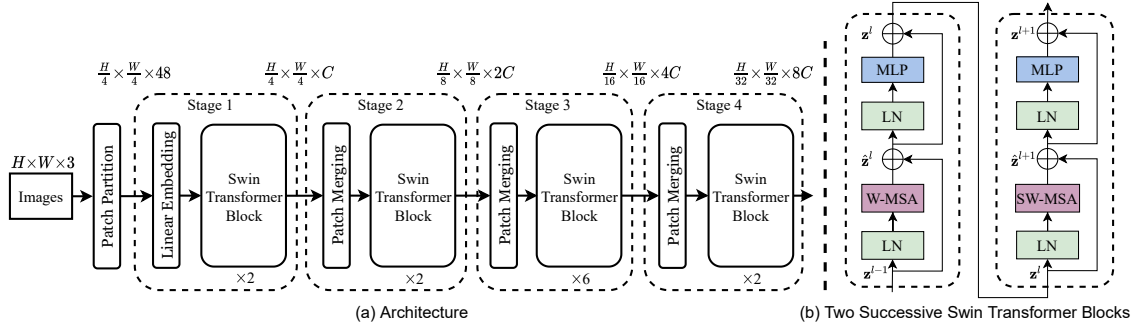 H/4 × W/4 × 48
H/4 × W/4 × C
H/8 × W/8 × 2C
H/16 × W/16 × 4C
H/32 × W/32 × 8C
Stage 1
Stage 2
Stage 3
Stage 4
H×W×3
Images
Patch Partition
Linear Embedding
Swin
Transformer
Block
×2
Patch Merging
Swin
Transformer
Block
×2
Patch Merging
Swin
Transformer
Block
×6
Patch Merging
Swin
Transformer
Block
×2
(a) Architecture
z^l
MLP
LN
ẑ^l
W-MSA
LN
z^{l-1}
z^{l+1}
MLP
LN
ẑ^{l+1}
SW-MSA
LN
z^l
(b) Two Successive Swin Transformer Blocks